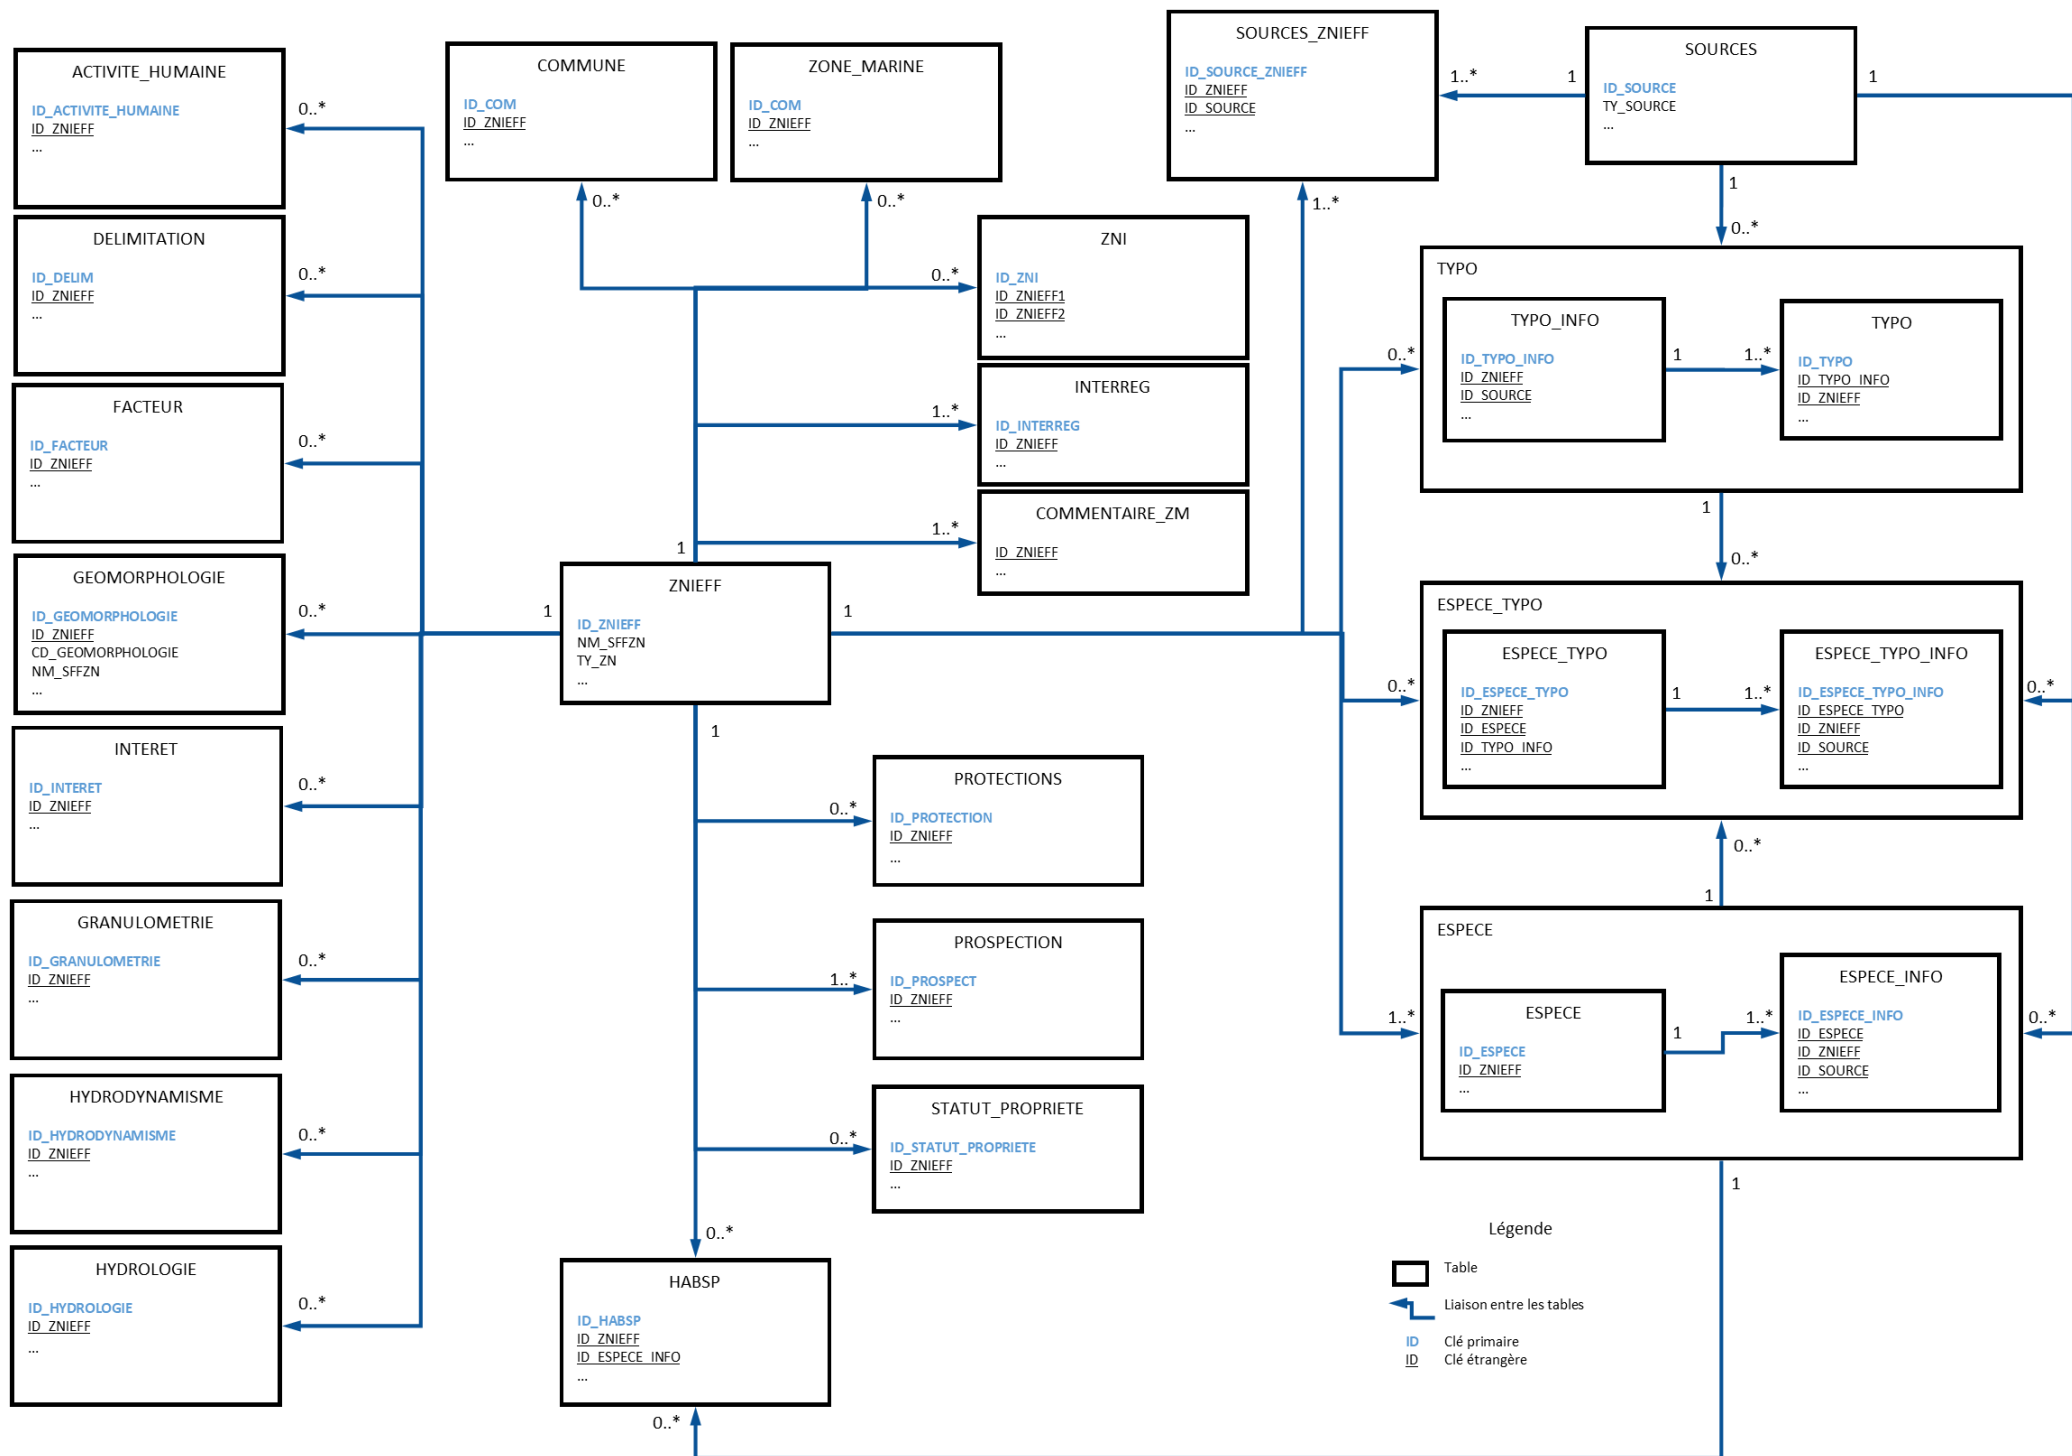 ACTIVITE_HUMAINE
ID_ACTIVITE_HUMAINE
ID_ZNIEFF
...
0..*
DELIMITATION
ID_DELIM
ID_ZNIEFF
...
0..*
FACTEUR
ID_FACTEUR
ID_ZNIEFF
...
0..*
GEOMORPHOLOGIE
ID_GEOMORPHOLOGIE
ID_ZNIEFF
CD_GEOMORPHOLOGIE
NM_SFFZN
...
0..*
INTERET
ID_INTERET
ID_ZNIEFF
...
0..*
GRANULOMETRIE
ID_GRANULOMETRIE
ID_ZNIEFF
...
0..*
HYDRODYNAMISME
ID_HYDRODYNAMISME
ID_ZNIEFF
...
0..*
HYDROLOGIE
ID_HYDROLOGIE
ID_ZNIEFF
...
0..*
COMMUNE
ID_COM
ID_ZNIEFF
...
0..*
ZONE_MARINE
ID_COM
ID_ZNIEFF
...
0..*
ZNI
ID_ZNI
ID_ZNIEFF1
ID_ZNIEFF2
...
0..*
INTERREG
ID_INTERREG
ID_ZNIEFF
...
1..*
COMMENTAIRE_ZM
ID_ZNIEFF
...
1..*
1
ZNIEFF
ID_ZNIEFF
NM_SFFZN
TY_ZN
...
1
1
1
PROTECTIONS
ID_PROTECTION
ID_ZNIEFF
...
0..*
PROSPECTION
ID_PROSPECT
ID_ZNIEFF
...
1..*
STATUT_PROPRIETE
ID_STATUT_PROPRIETE
ID_ZNIEFF
...
0..*
0..*
HABSP
ID_HABSP
ID_ZNIEFF
ID_ESPECE_INFO
...
0..*
SOURCES_ZNIEFF
ID_SOURCE_ZNIEFF
ID_ZNIEFF
ID_SOURCE
...
1..*
1..*
1
SOURCES
ID_SOURCE
TY_SOURCE
...
1
1
0..*
TYPO
TYPO_INFO
ID_TYPO_INFO
ID_ZNIEFF
ID_SOURCE
...
1
1..*
TYPO
ID_TYPO
ID_TYPO_INFO
ID_ZNIEFF
...
0..*
1
0..*
ESPECE_TYPO
ESPECE_TYPO
ID_ESPECE_TYPO
ID_ZNIEFF
ID_ESPECE
ID_TYPO_INFO
...
1
1..*
ESPECE_TYPO_INFO
ID_ESPECE_TYPO_INFO
ID_ESPECE_TYPO
ID_ZNIEFF
ID_SOURCE
...
0..*
0..*
0..*
1
ESPECE
ESPECE
ID_ESPECE
ID_ZNIEFF
...
1
1..*
ESPECE_INFO
ID_ESPECE_INFO
ID_ESPECE
ID_ZNIEFF
ID_SOURCE
...
1..*
0..*
1
Légende
Table
Liaison entre les tables
ID Clé primaire
ID Clé étrangère